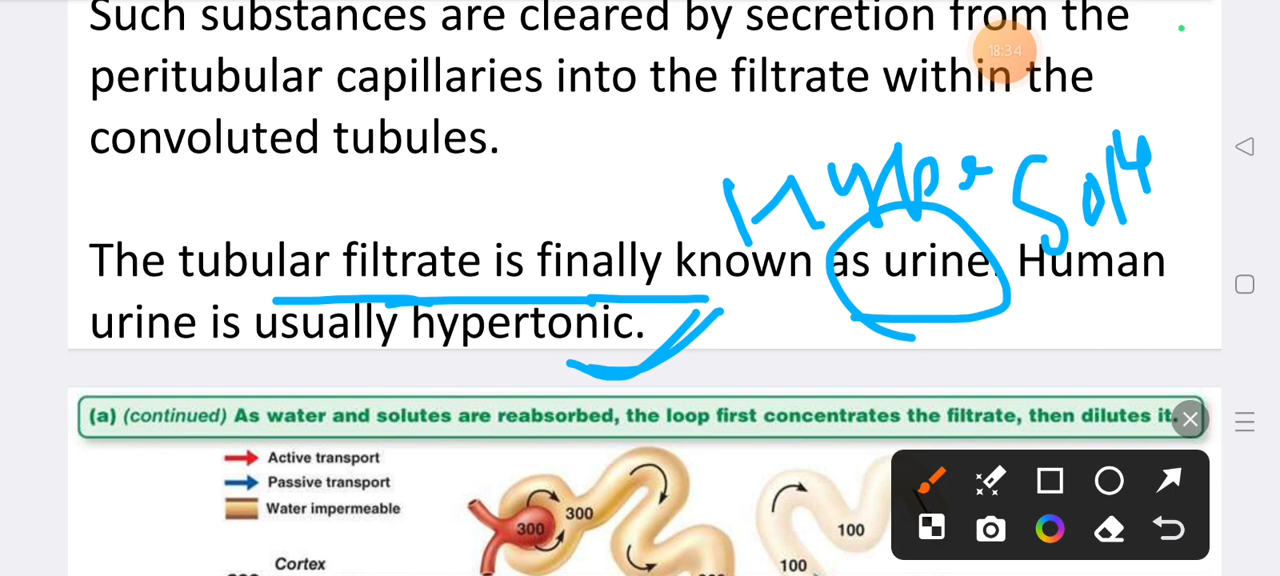 Such substances are cleared by secretion from the
18:34
peritubular capillaries into the filtrate within the
convoluted tubules.
Hyper
The tubular filtrate is finally known as urine. Human
urine is usually hypertonic.
(a) (continued) As water and solutes are reabsorbed, the loop first concentrates the filtrate, then dilutes it.
Active transport
Passive transport
Water impermeable
300
300
100
Cortex
100